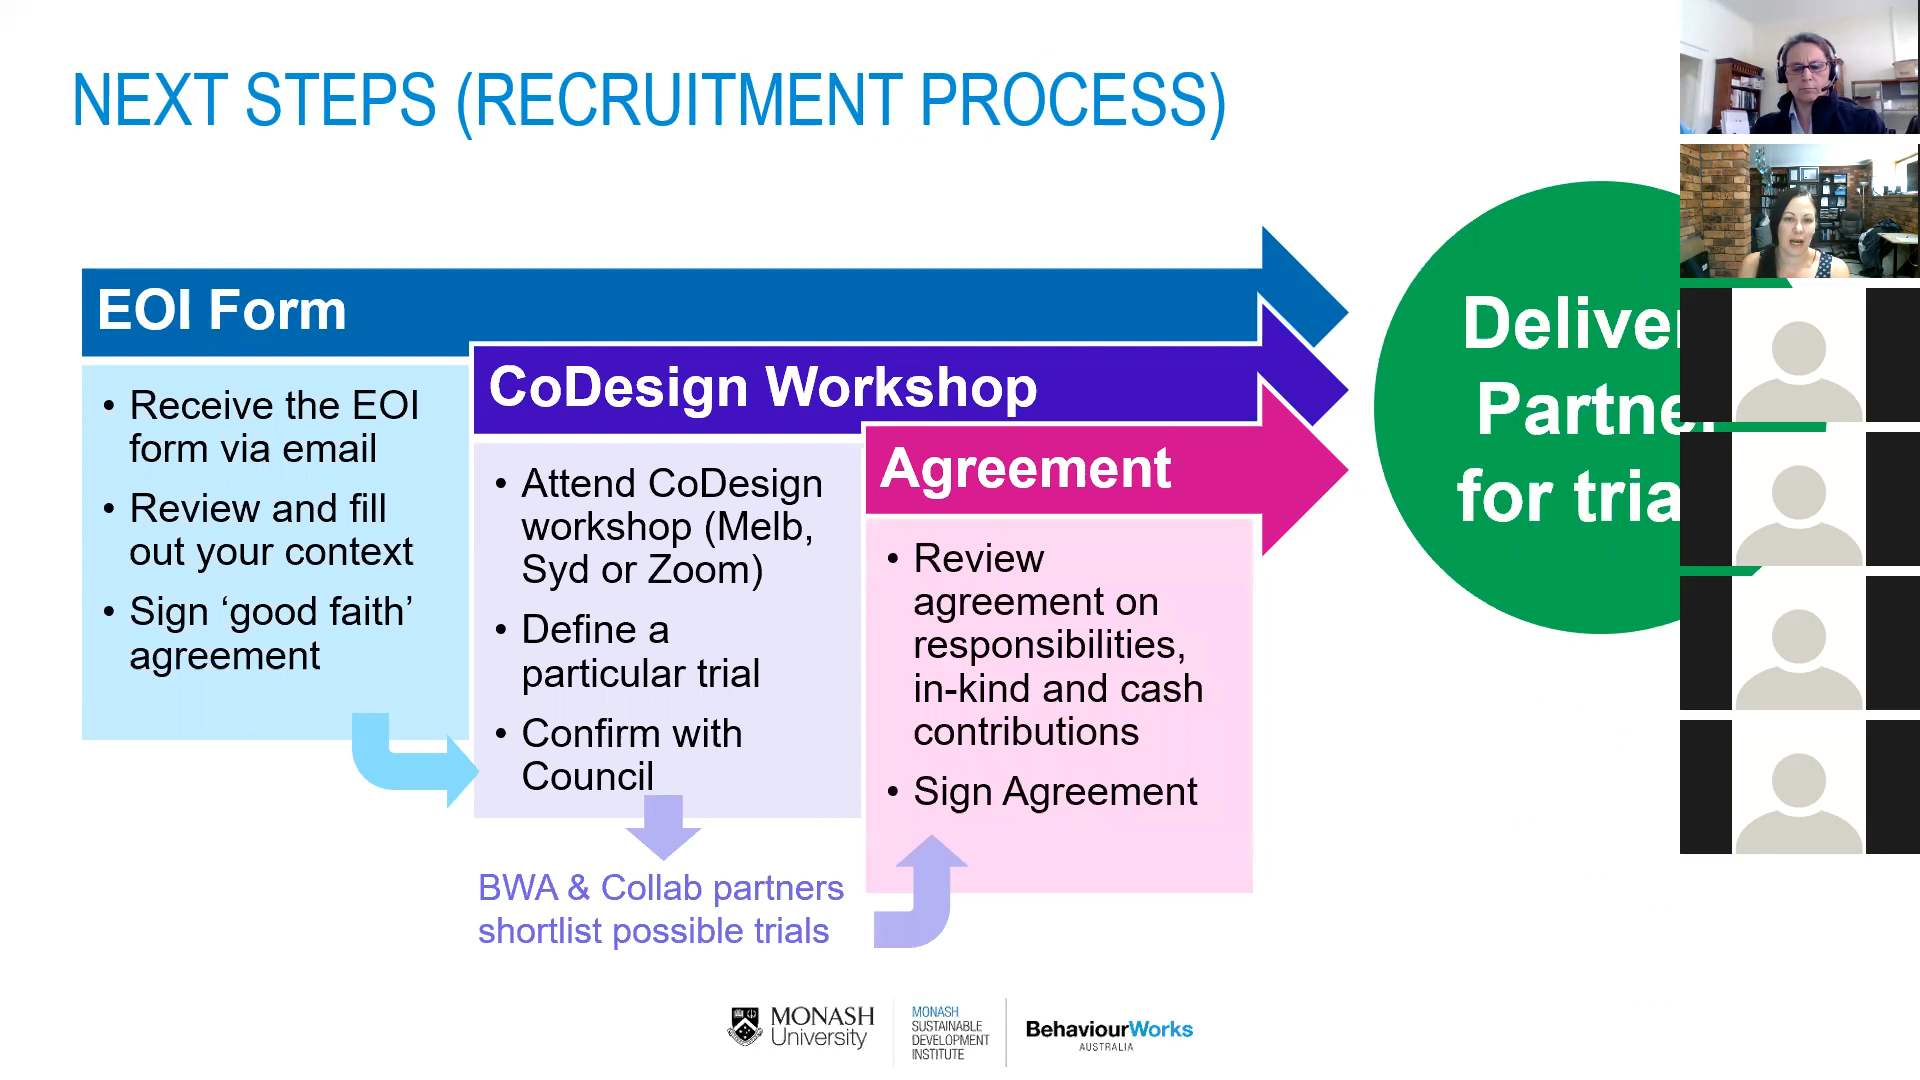 NEXT STEPS (RECRUITMENT PROCESS)
EOI Form
• Receive the EOI
form via email
• Review and fill
out your context
• Sign ‘good faith’
agreement
CoDesign Workshop
• Attend CoDesign
workshop (Melb,
Syd or Zoom)
• Define a
particular trial
• Confirm with
Council
BWA & Collab partners
shortlist possible trials
Agreement
• Review
agreement on
responsibilities,
in-kind and cash
contributions
• Sign Agreement
for
MONASH
University
MONASH
SUSTAINABLE
DEVELOPMENT
INSTITUTE
BehaviourWorks
AUSTRALIA